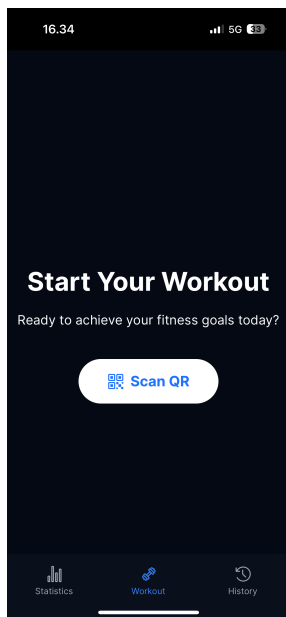 16.34
5G
33
Start Your Workout
Ready to achieve your fitness goals today?
Scan QR
Statistics
Workout
History